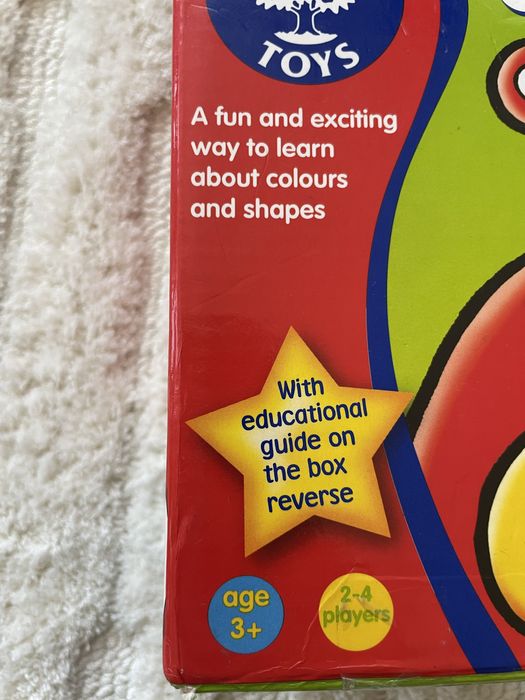 TOYS
A fun and exciting
way to learn
about colours
and shapes
With
educational
guide on
the box
reverse
age
3+
2-4
players